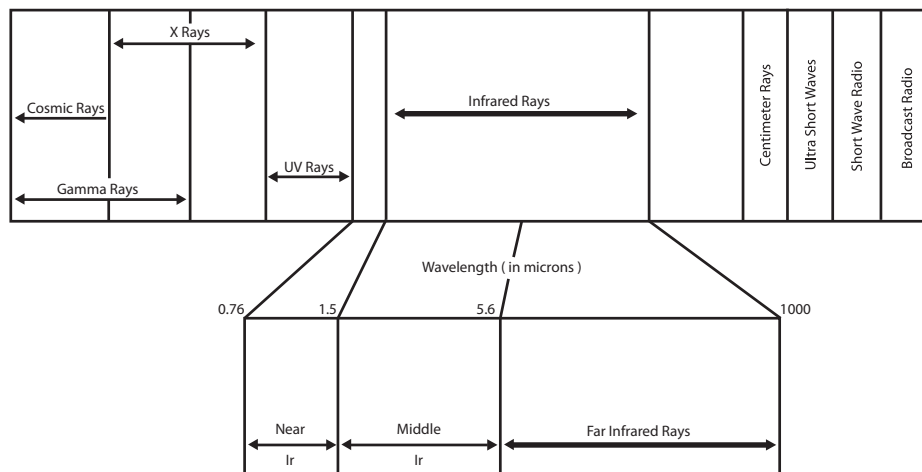 X Rays
Cosmic Rays
Infrared Rays
UV Rays
Gamma Rays
Centimeter Rays
Ultra Short Waves
Short Wave Radio
Broadcast Radio
Wavelength ( in microns )
0.76
1.5
5.6
1000
Near
Ir
Middle
Ir
Far Infrared Rays